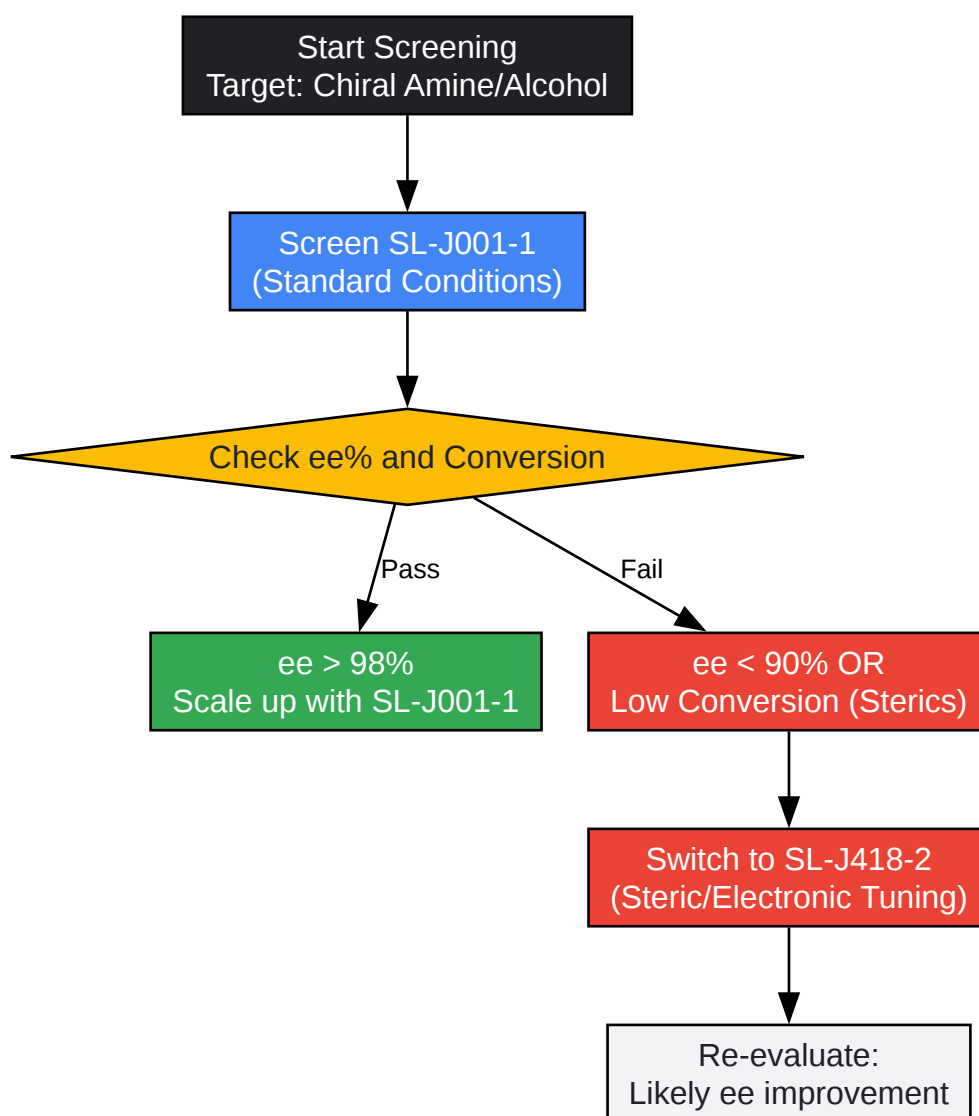 Start Screening
Target: Chiral Amine/Alcohol
Screen SL-J001-1
(Standard Conditions)
Check ee% and Conversion
Pass
Fail
ee > 98%
Scale up with SL-J001-1
ee < 90% OR
Low Conversion (Sterics)
Switch to SL-J418-2
(Steric/Electronic Tuning)
Re-evaluate:
Likely ee improvement